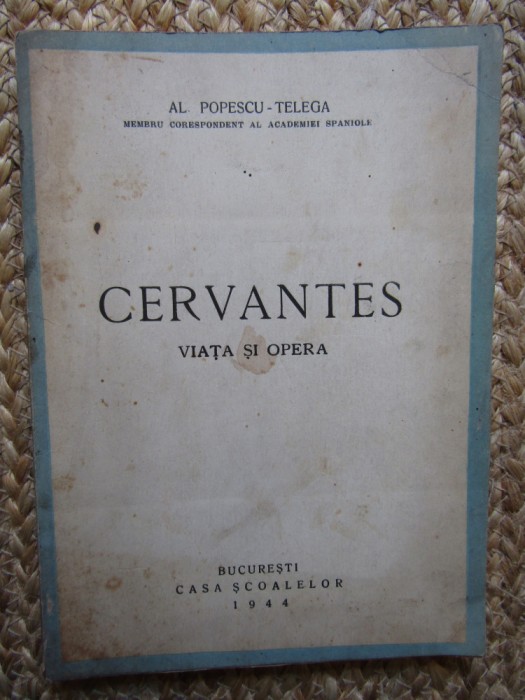 AL. POPESCU-TELEGA
MEMBRU CORESPONDENT AL ACADEMIEI SPANIOLE
CERVANTES
VIAȚA ȘI OPERA
BUCUREȘTI
CASA ȘCOALELOR
1944